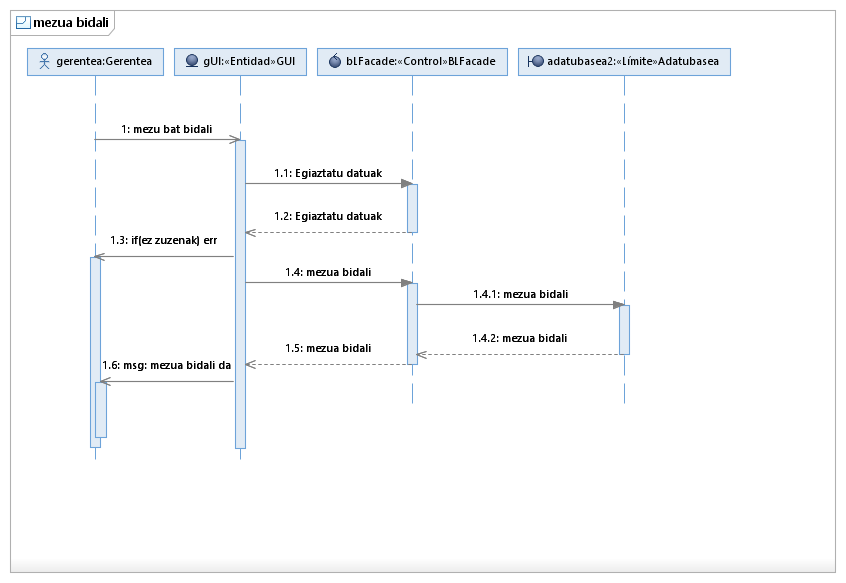 mezua bidali
gerentea:Gerentea
gUI:«Entidad»GUI
bLFacade:«Control»BLFacade
adatubasea2:«Límite»Adatubasea
1: mezu bat bidali
1.1: Egiaztatu datuak
1.2: Egiaztatu datuak
1.3: if(ez zuzenak) err
1.4: mezua bidali
1.4.1: mezua bidali
1.4.2: mezua bidali
1.5: mezua bidali
1.6: msg: mezua bidali da